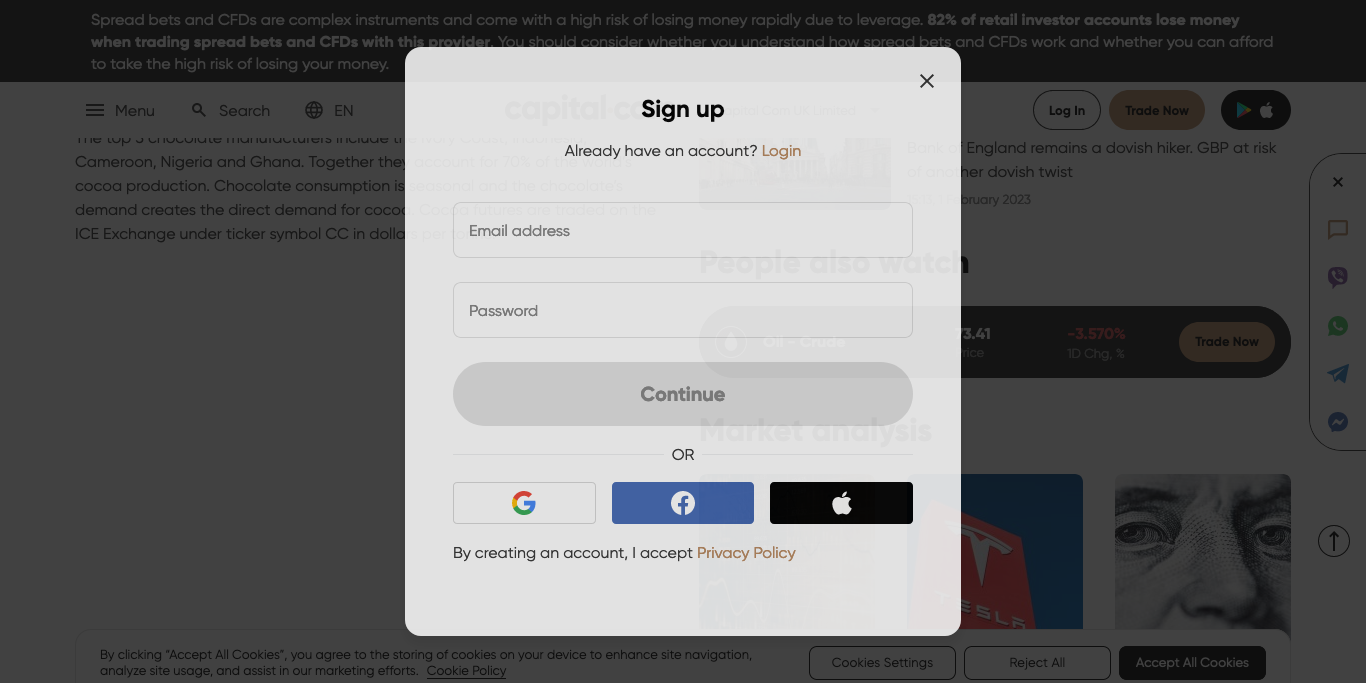 Spread bets and CFDs are complex instruments and come with a high risk of losing money rapidly due to leverage. 82% of retail investor accounts lose money
when trading spread bets and CFDs with this provider. You should consider whether you understand how spread bets and CFDs work and whether you can afford
to take the high risk of losing your money.
Menu
Search
EN
capital.co
Log In
Trade Now
Sign up
Already have an account? Login
The top 5 chocolate manufacturers include the Ivory Coast, Indonesia,
Cameroon, Nigeria and Ghana. Together they account for 70% of the world's
cocoa production. Chocolate consumption is seasonal and the chocolate's
demand creates the direct demand for cocoa. Cocoa futures are traded on the
ICE Exchange under ticker symbol CC in dollars per
Bank of England remains a dovish hiker. GBP at risk
of another dovish twist
February 2023
Email address
People also watch
Password
Oil - Crude
73.41
Price
-3.570%
1D Chg, %
Trade Now
Continue
Market analysis
OR
TESLA
By creating an account, I accept Privacy Policy
By clicking “Accept All Cookies”, you agree to the storing of cookies on your device to enhance site navigation,
analyze site usage, and assist in our marketing efforts. Cookie Policy
Cookies Settings
Reject All
Accept All Cookies